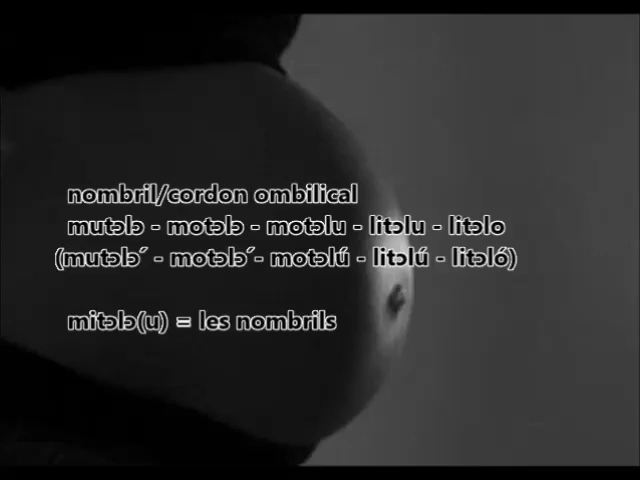 nombril/cordon ombilical
mutɔlɔ - motɔlɔ - motɔlu - litɔlu - litɔlo
(mutɔlɔ´ - motɔlɔ´- motɔlú - litɔlú - litɔló)
mitɔlɔ(u) = les nombrils